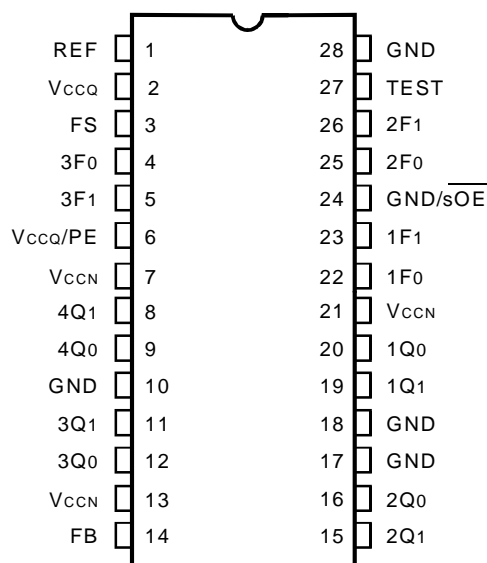 REF 1 28 GND
VCCQ 2 27 TEST
FS 3 26 2F1
3F0 4 25 2F0
3F1 5 24 GND/sOE
VCCQ/PE 6 23 1F1
VCCN 7 22 1F0
4Q1 8 21 VCCN
4Q0 9 20 1Q0
GND 10 19 1Q1
3Q1 11 18 GND
3Q0 12 17 GND
VCCN 13 16 2Q0
FB 14 15 2Q1